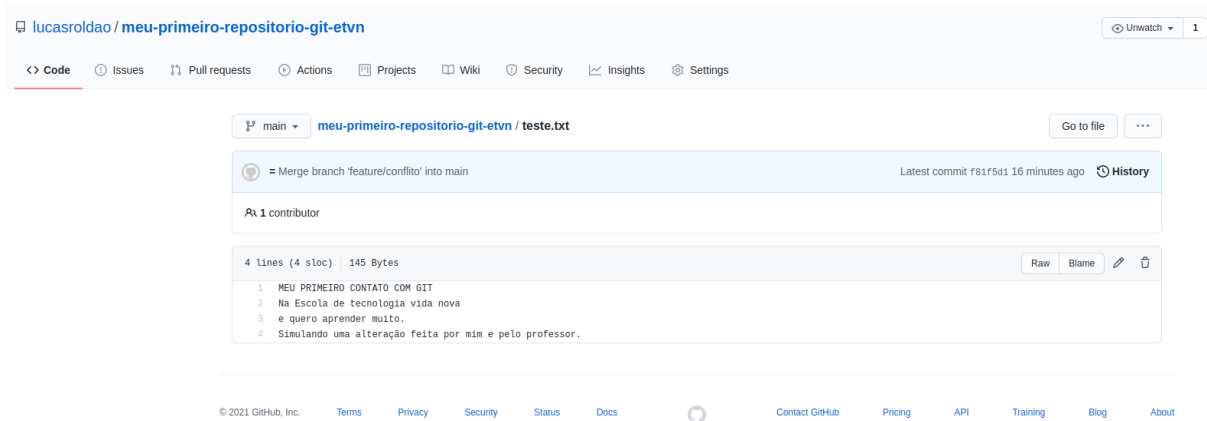 lucasroldao / meu-primeiro-repositorio-git-etvn
Unwatch 1
<> Code Issues Pull requests Actions Projects Wiki Security Insights Settings
main meu-primeiro-repositorio-git-etvn / teste.txt Go to file ...
= Merge branch 'feature/conflito' into main Latest commit f81f5d1 16 minutes ago History
1 contributor
4 lines (4 sloc) 145 Bytes Raw Blame
1 MEU PRIMEIRO CONTATO COM GIT
2 Na Escola de tecnologia vida nova
3 e quero aprender muito.
4 Simulando uma alteração feita por mim e pelo professor.
© 2021 GitHub, Inc. Terms Privacy Security Status Docs Contact GitHub Pricing API Training Blog About